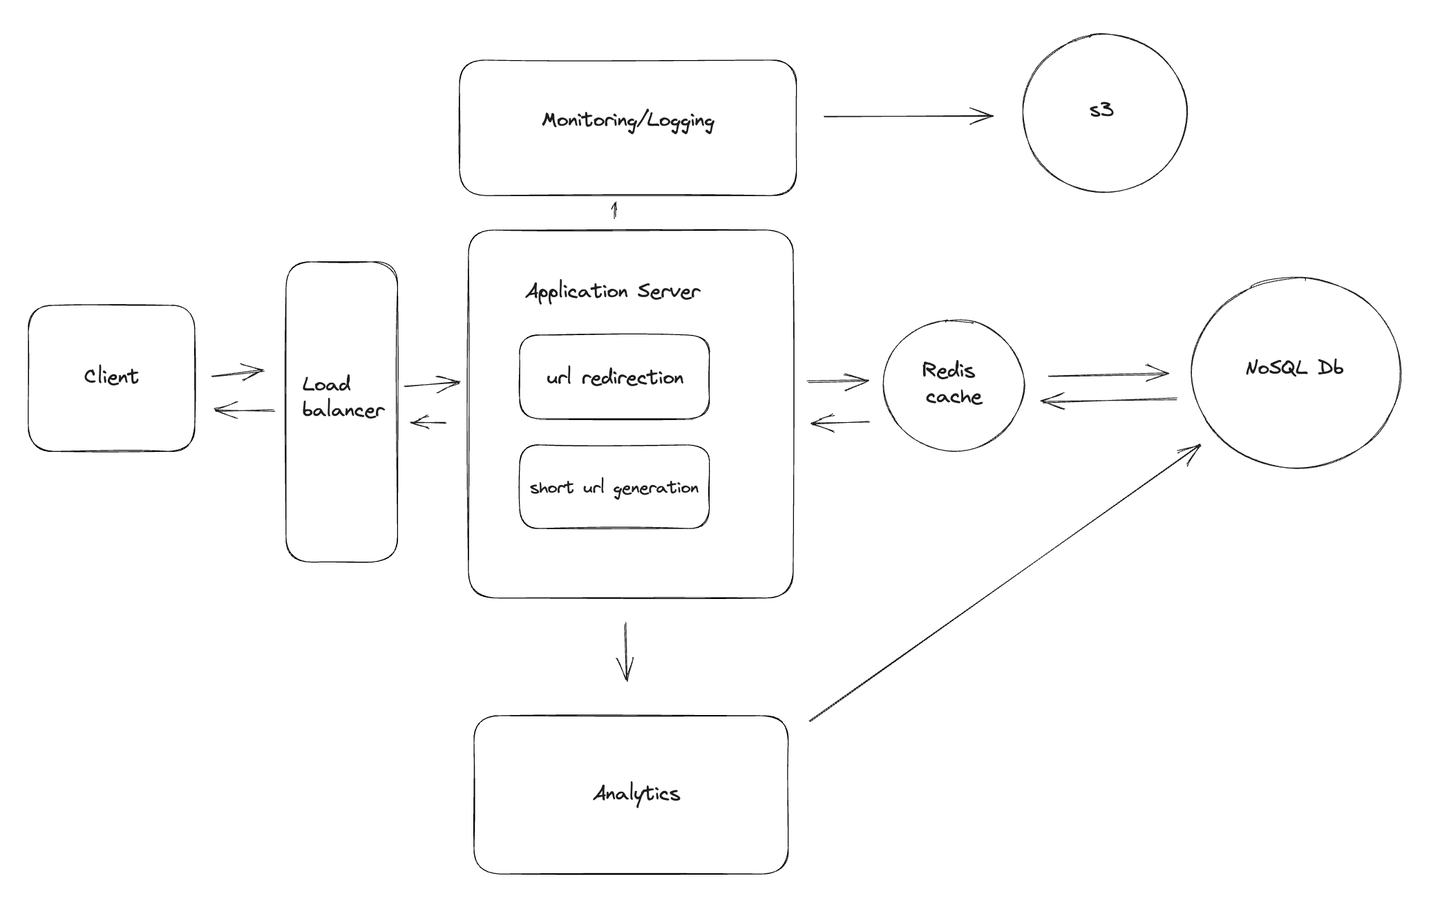 Monitoring/Logging
s3
Application Server
Client
Load
balancer
url redirection
short url generation
Redis
cache
NoSQL Db
Analytics